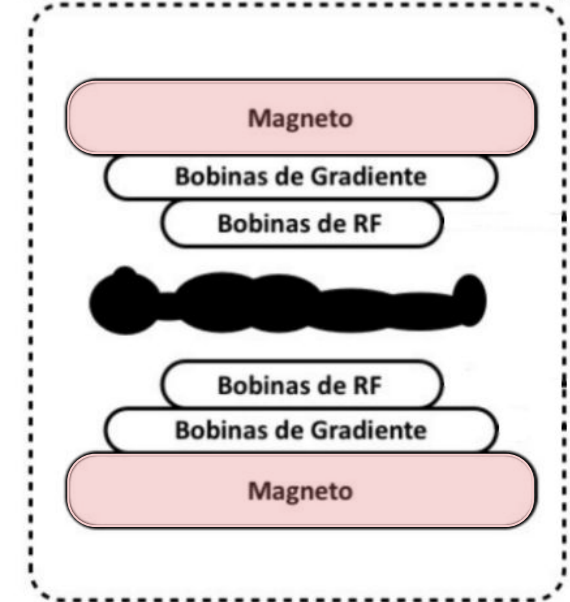 Magneto
Bobinas de Gradiente
Bobinas de RF
Bobinas de RF
Bobinas de Gradiente
Magneto